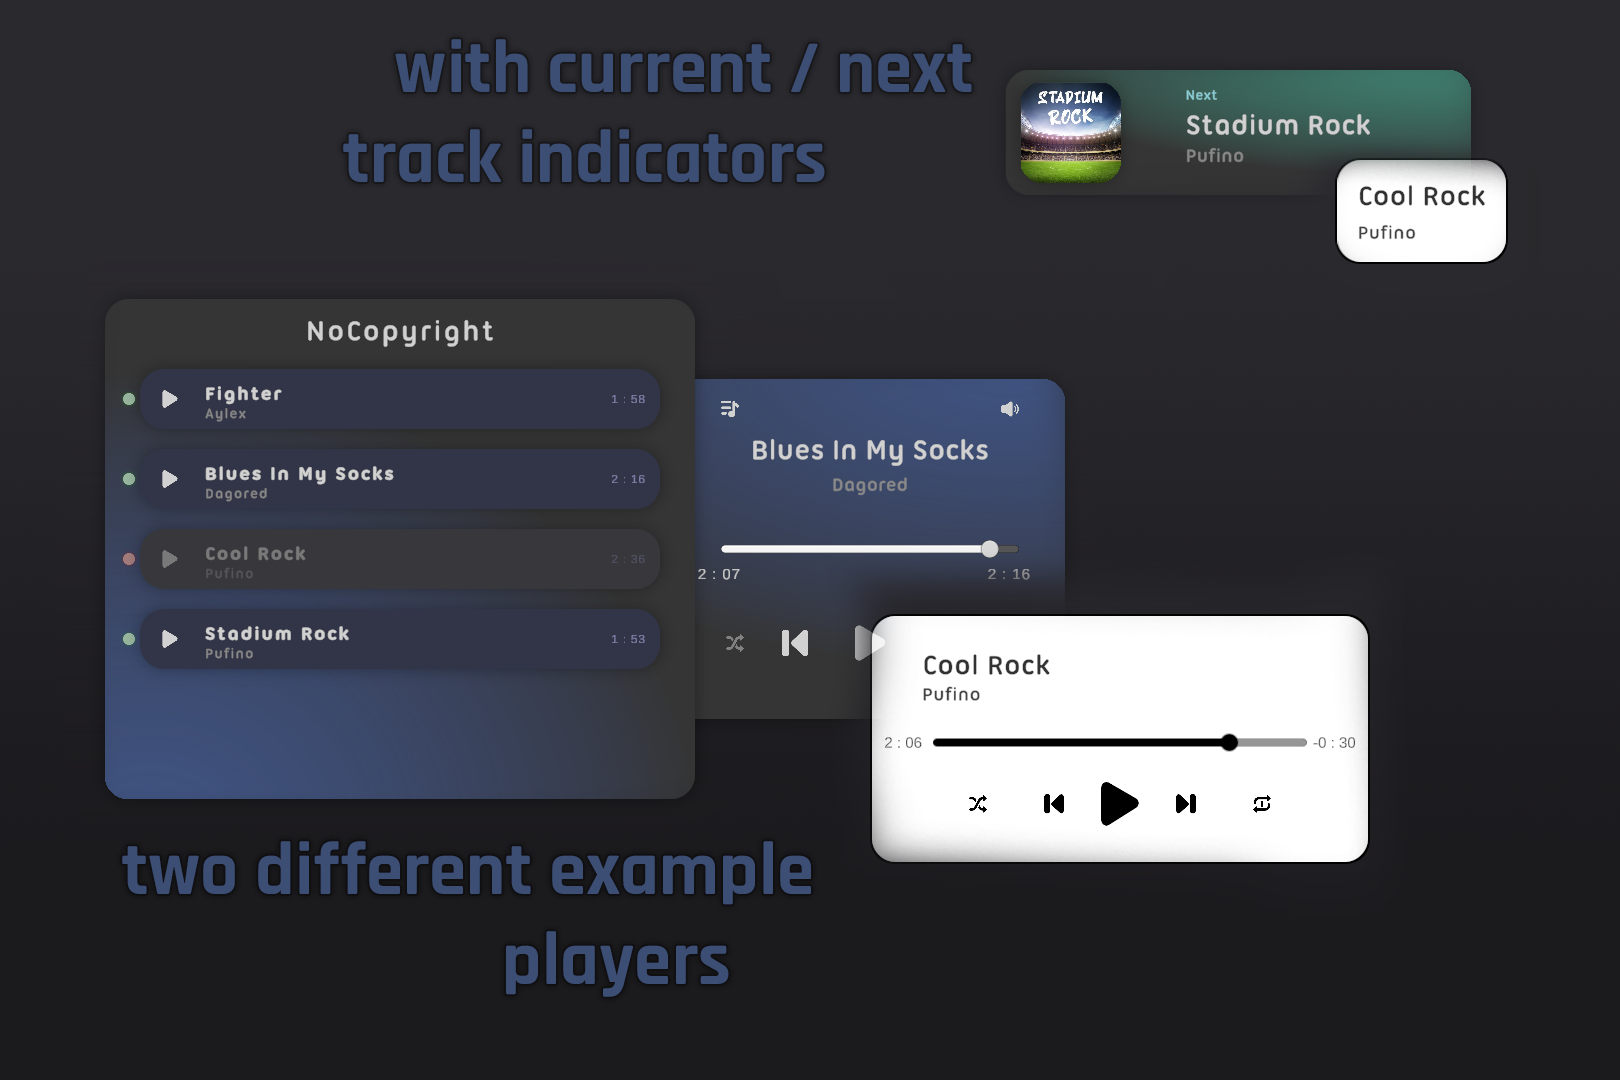 with current / next
track indicators
STADIUM
ROCK
Next
Stadium Rock
Pufino
Cool Rock
Pufino
NoCopyright
Fighter
Aylex
1 : 58
Blues In My Socks
Dagored
2 : 16
Cool Rock
Pufino
2 : 36
Stadium Rock
Pufino
1 : 53
Blues In My Socks
Dagored
2 : 07
2 : 16
Cool Rock
Pufino
2 : 06
-0 : 30
two different example
players